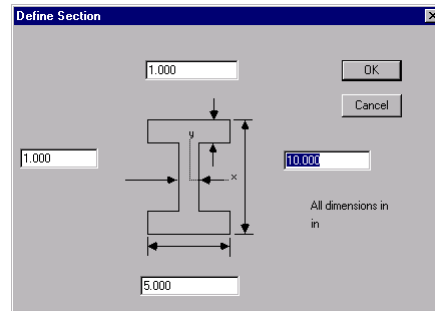 Define Section
1.000
OK
Cancel
y
1.000
x
10.000
All dimensions in
in
5.000